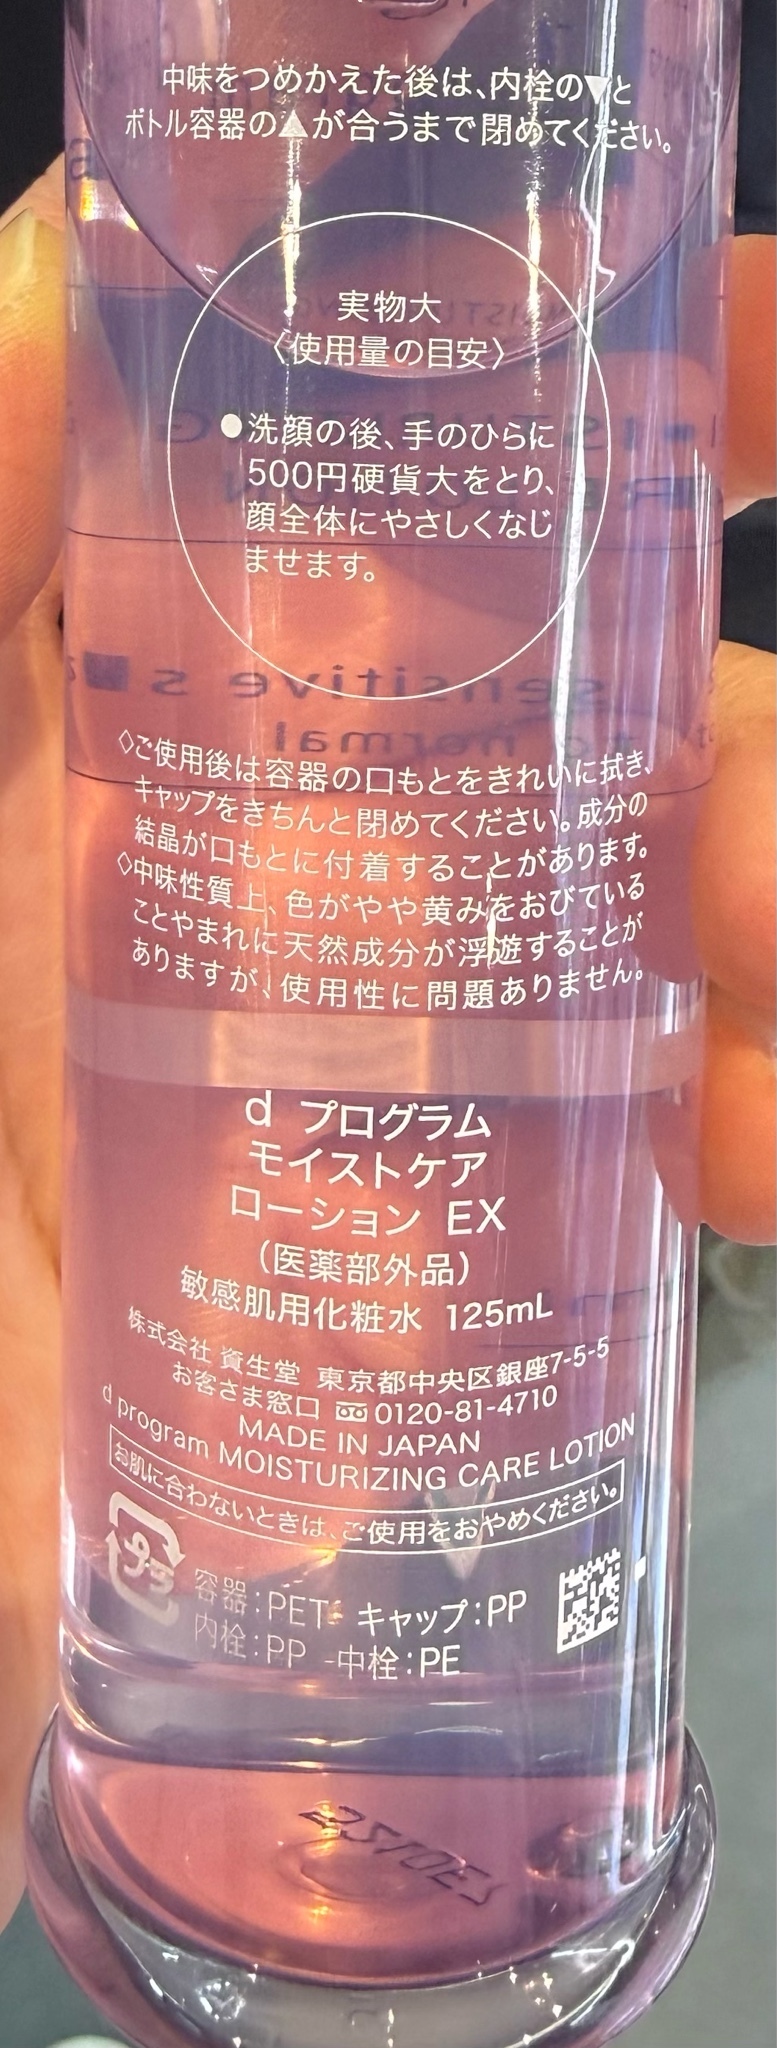 中味をつめかえた後は、内栓の▼と
ボトル容器の▲が合うまで閉めてください。
実物大
〈使用量の目安〉
●洗顔の後、手のひらに
500円硬貨大をとり、
顔全体にやさしくなじ
ませます。
sensitive s
normal
◇ご使用後は容器の口もとをきれいに拭き、
キャップをきちんと閉めてください。成分の
結晶が口もとに付着することがあります。
◇中味性質上、色がやや黄みをおびている
ことやまれに天然成分が浮遊することが
ありますが、使用性に問題ありません。
d プログラム
モイストケア
ローション EX
(医薬部外品)
敏感肌用化粧水 125mL
株式会社 資生堂 東京都中央区銀座7-5-5
お客さま窓口 0120-81-4710
MADE IN JAPAN
d program MOISTURIZING CARE LOTION
お肌に合わないときは、ご使用をおやめください。
プラ
容器:PET キャップ:PP
内栓:PP 中栓:PE